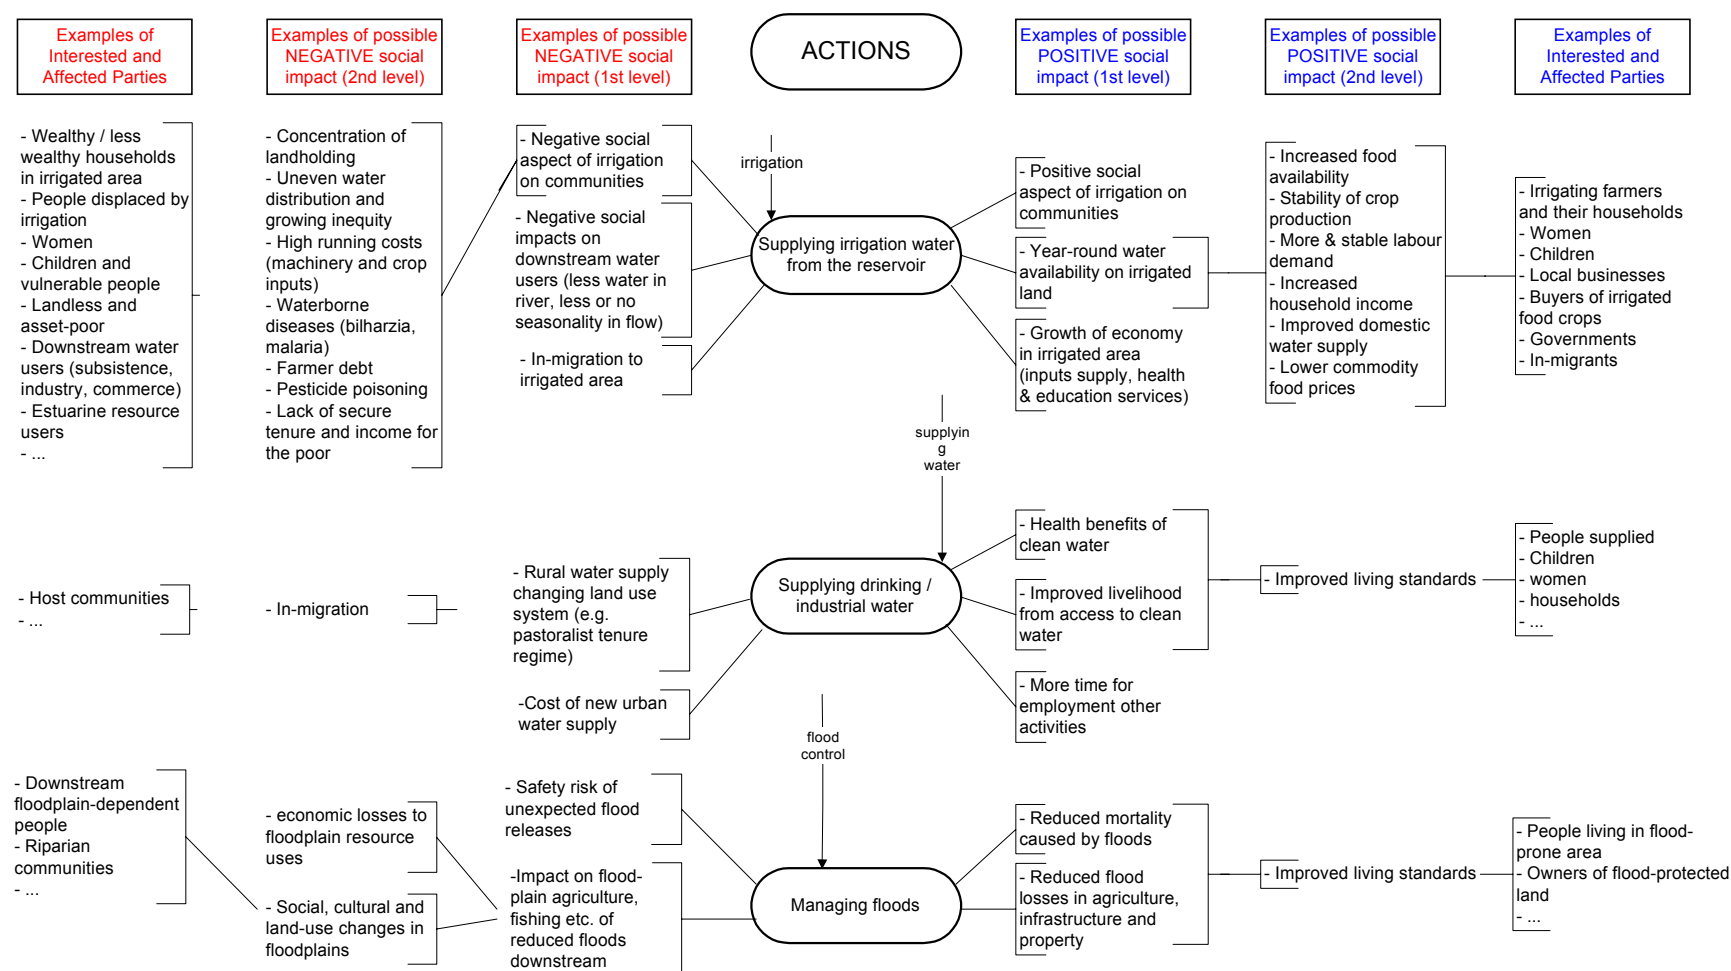 Examples of
Interested and
Affected Parties
Examples of possible
NEGATIVE social
impact (2nd level)
Examples of possible
NEGATIVE social
impact (1st level)
ACTIONS
Examples of possible
POSITIVE social
impact (1st level)
Examples of possible
POSITIVE social
impact (2nd level)
Examples of
Interested and
Affected Parties
- Wealthy / less
wealthy households
in irrigated area
- People displaced by
irrigation
- Women
- Children and
vulnerable people
- Landless and
asset-poor
- Downstream water
users (subsistence,
industry, commerce)
- Estuarine resource
users
- ...
- Concentration of
landholding
- Uneven water
distribution and
growing inequity
- High running costs
(machinery and crop
inputs)
- Waterborne
diseases (bilharzia,
malaria)
- Farmer debt
- Pesticide poisoning
- Lack of secure
tenure and income for
the poor
- Negative social
aspect of irrigation
on communities
- Negative social
impacts on
downstream water
users (less water in
river, less or no
seasonality in flow)
- In-migration to
irrigated area
irrigation
Supplying irrigation water
from the reservoir
- Positive social
aspect of irrigation on
communities
- Year-round water
availability on irrigated
land
- Growth of economy
in irrigated area
(inputs supply, health
& education services)
- Increased food
availability
- Stability of crop
production
- More & stable labour
demand
- Increased
household income
- Improved domestic
water supply
- Lower commodity
food prices
- Irrigating farmers
and their households
- Women
- Children
- Local businesses
- Buyers of irrigated
food crops
- Governments
- In-migrants
supplyin
g
water
- Host communities
- ...
- In-migration
- Rural water supply
changing land use
system (e.g.
pastoralist tenure
regime)
-Cost of new urban
water supply
Supplying drinking /
industrial water
- Health benefits of
clean water
- Improved livelihood
from access to clean
water
- More time for
employment other
activities
- Improved living standards
- People supplied
- Children
- women
- households
- ...
flood
control
- Downstream
floodplain-dependent
people
- Riparian
communities
- ...
- economic losses to
floodplain resource
uses
- Social, cultural and
land-use changes in
floodplains
- Safety risk of
unexpected flood
releases
-Impact on flood-
plain agriculture,
fishing etc. of
reduced floods
downstream
Managing floods
- Reduced mortality
caused by floods
- Reduced flood
losses in agriculture,
infrastructure and
property
- Improved living standards
- People living in flood-
prone area
- Owners of flood-protected
land
- ...